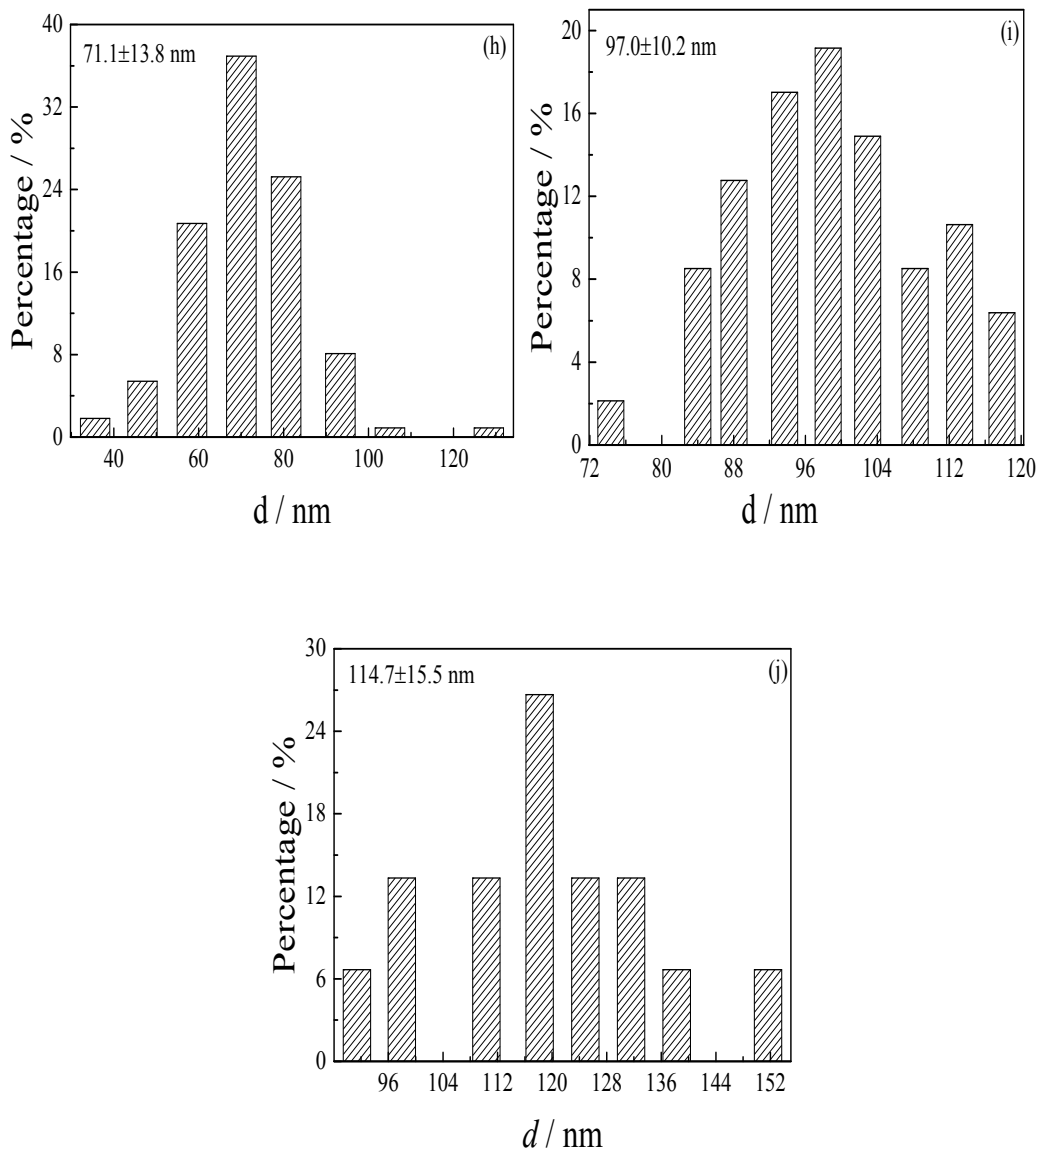 40
(h)
71.1±13.8 nm
32
24
16
8
0
Percentage / %
40 60 80 100 120
d / nm
20
(i)
97.0±10.2 nm
16
12
8
4
0
Percentage / %
72 80 88 96 104 112 120
d / nm
30
(j)
114.7±15.5 nm
24
18
12
6
0
Percentage / %
96 104 112 120 128 136 144 152
d / nm